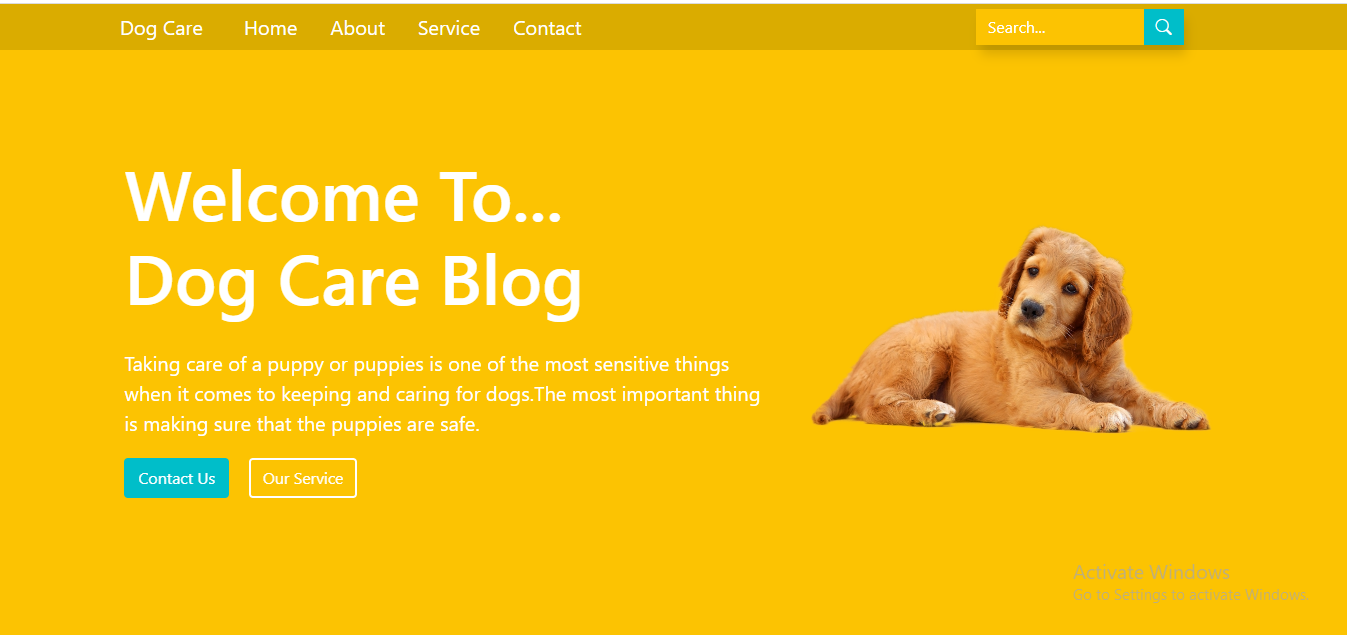 Dog Care Home About Service Contact Search...
Welcome To...
Dog Care Blog
Taking care of a puppy or puppies is one of the most sensitive things
when it comes to keeping and caring for dogs.The most important thing
is making sure that the puppies are safe.
Contact Us Our Service
Activate Windows
Go to Settings to activate Windows.